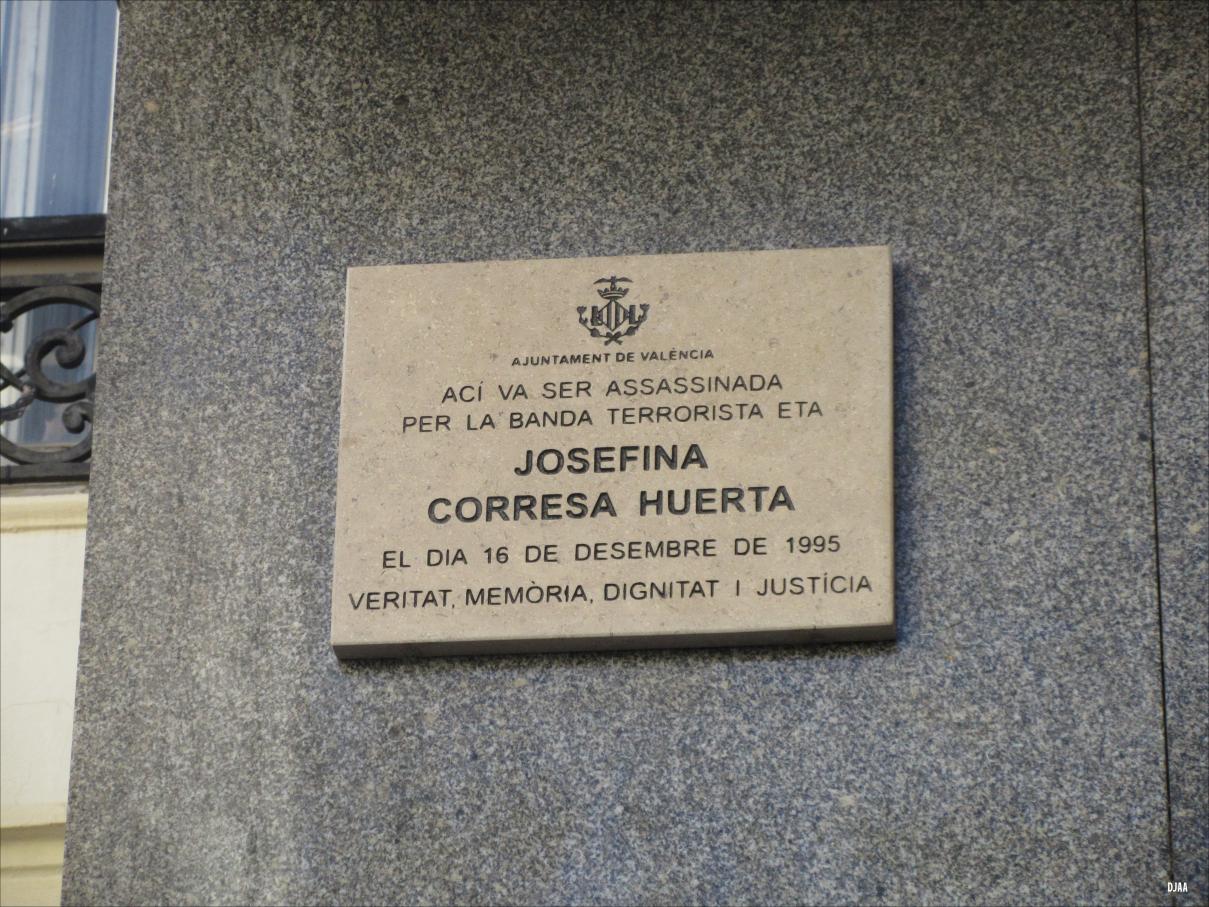 AJUNTAMENT DE VALÈNCIA
ACÍ VA SER ASSASSINADA
PER LA BANDA TERRORISTA ETA
JOSEFINA
CORRESA HUERTA
EL DIA 16 DE DESEMBRE DE 1995
VERITAT, MEMÒRIA, DIGNITAT I JUSTÍCIA
DJAA